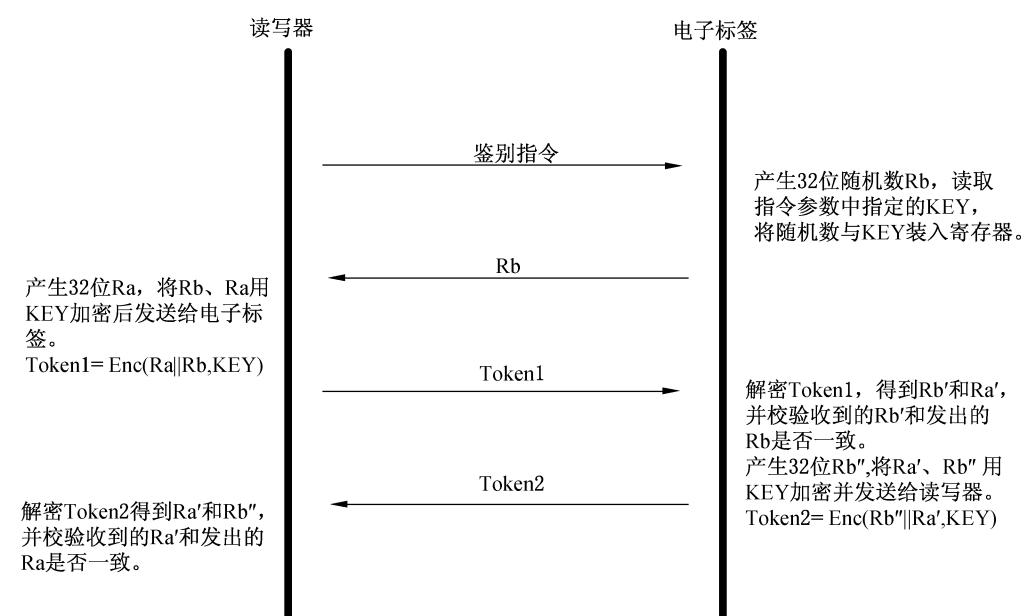 读写器
电子标签
鉴别指令
产生32位随机数Rb，读取
指令参数中指定的KEY，
将随机数与KEY装入寄存器。
Rb
产生32位Ra，将Rb、Ra用
KEY加密后发送给电子标
签。
Token1= Enc(Ra||Rb,KEY)
Token1
解密Token1，得到Rb′和Ra′，
并校验收到的Rb′和发出的
Rb是否一致。
产生32位Rb″,将Ra′、Rb″ 用
KEY加密并发送给读写器。
Token2= Enc(Rb″||Ra′,KEY)
Token2
解密Token2得到Ra′和Rb″，
并校验收到的Ra′和发出的
Ra是否一致。